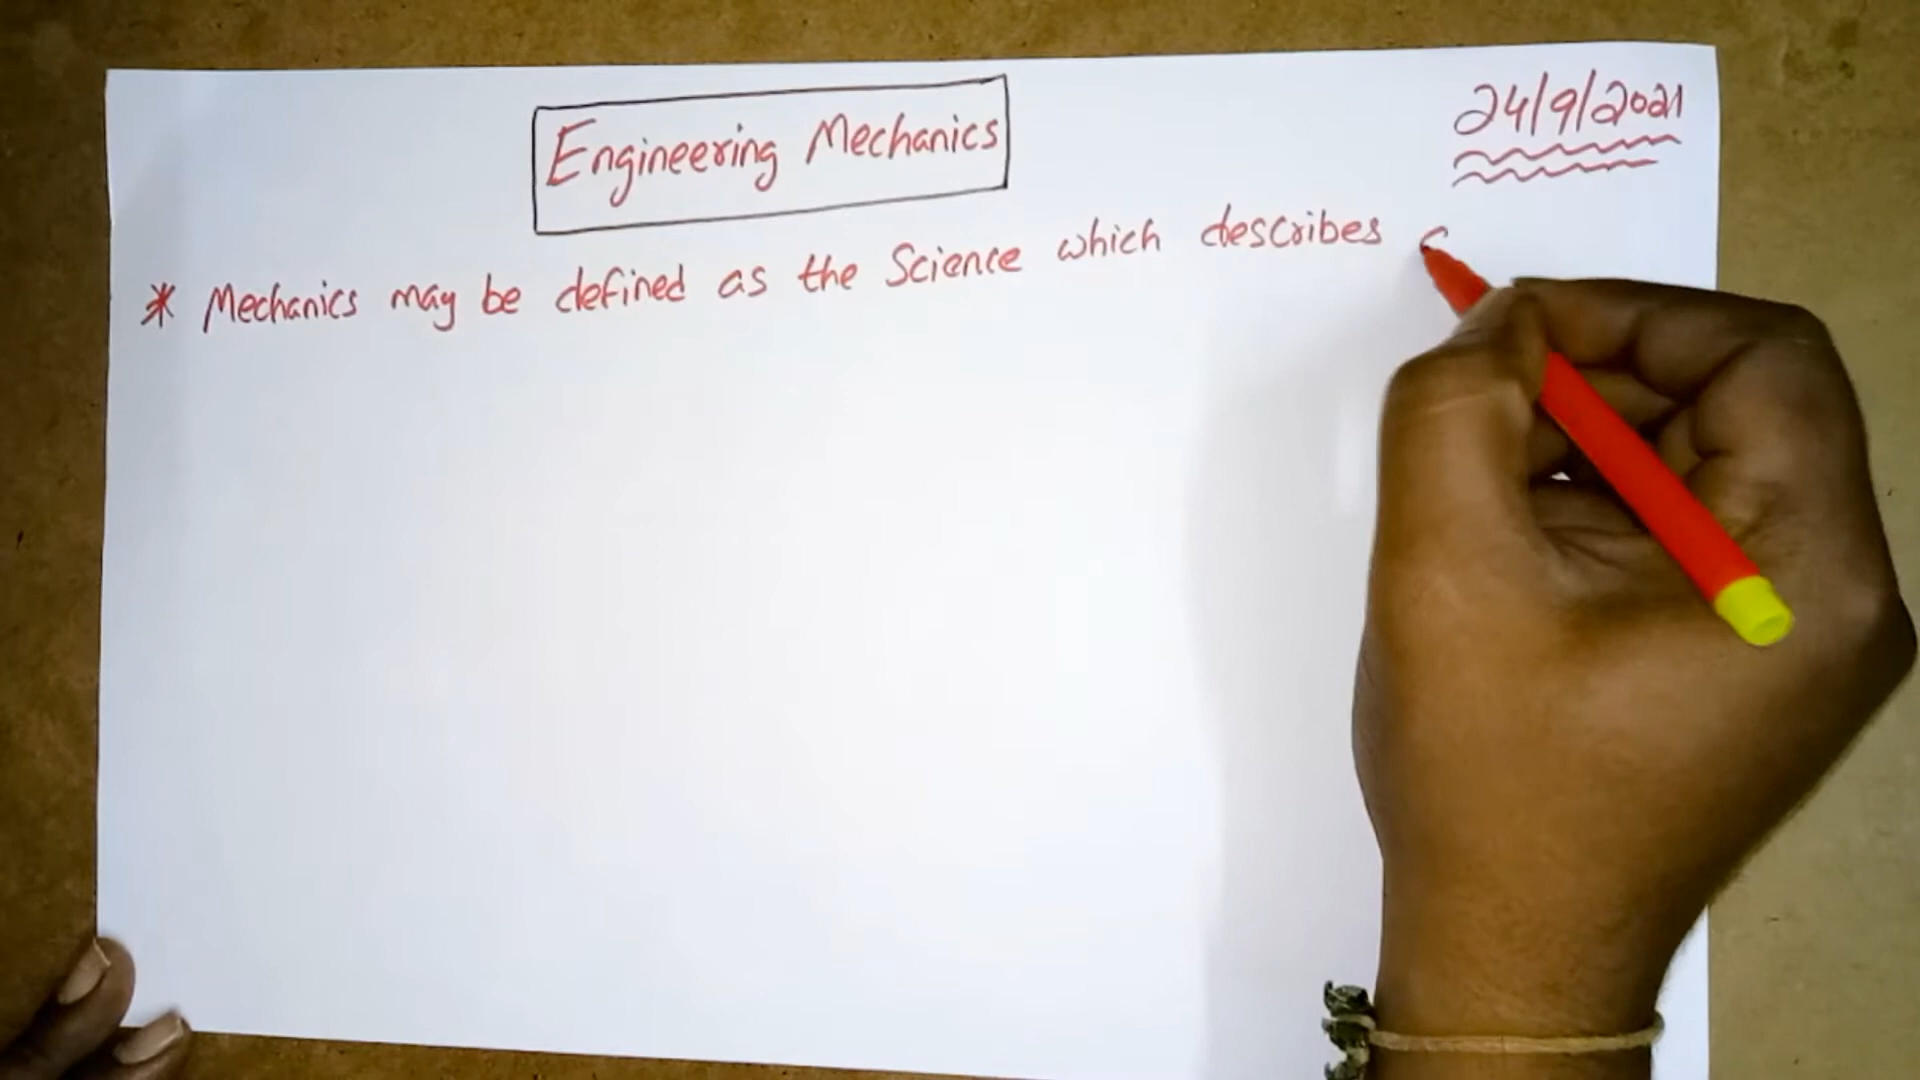 Engineering Mechanics
24/9/2021
* Mechanics may be defined as the Science which describes